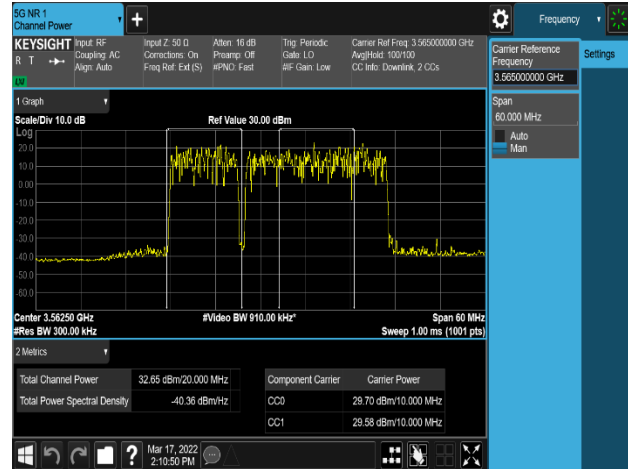 5G NR 1
Channel Power
Frequency
KEYSIGHT
R T
LXI
Input: RF
Coupling: AC
Align: Auto
Input Z: 50 Ω
Corrections: On
Freq Ref: Ext (S)
Atten: 16 dB
Preamp: Off
#PNO: Fast
Trig: Periodic
Gate: LO
#IF Gain: Low
Carrier Ref Freq: 3.565000000 GHz
Avg|Hold: 100/100
CC Info: Downlink, 2 CCs
Carrier Reference
Frequency
3.565000000 GHz
Settings
Span
60.000 MHz
Auto
Man
1 Graph
Scale/Div 10.0 dB
Ref Value 30.00 dBm
Log
20.0
10.0
0.00
-10.0
-20.0
-30.0
-40.0
-50.0
-60.0
Center 3.56250 GHz
#Video BW 910.00 kHz*
Span 60 MHz
#Res BW 300.00 kHz
Sweep 1.00 ms (1001 pts)
2 Metrics
Total Channel Power 32.65 dBm/20.000 MHz
Total Power Spectral Density -40.36 dBm/Hz
Component Carrier Carrier Power
CC0 29.70 dBm/10.000 MHz
CC1 29.58 dBm/10.000 MHz
?
Mar 17, 2022
2:10:50 PM